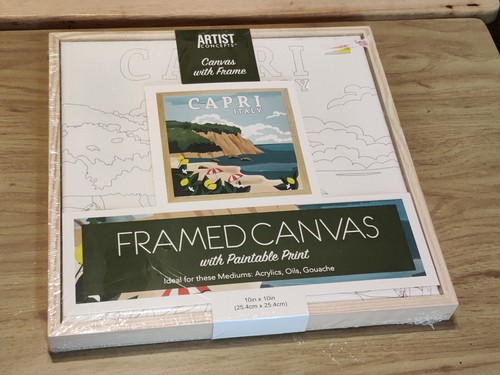 ARTIST
CONCEPTS
Canvas
with Frame
CAPRI
Y
CAPRI
ITALY
FRAMED CANVAS
with Paintable Print
Ideal for these Mediums: Acrylics, Oils, Gouache
10in x 10in
(25.4cm x 25.4cm)